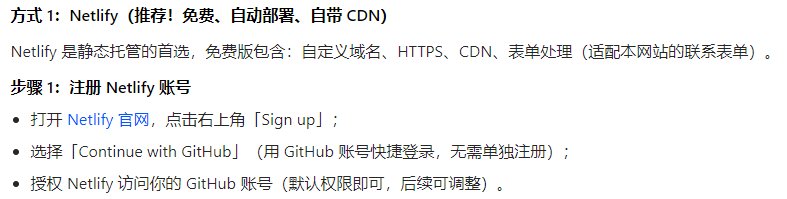 方式 1：Netlify（推荐！免费、自动部署、自带 CDN）
Netlify 是静态托管的首选，免费版包含：自定义域名、HTTPS、CDN、表单处理（适配本网站的联系表单）。
步骤 1：注册 Netlify 账号
• 打开 Netlify 官网，点击右上角「Sign up」；
• 选择「Continue with GitHub」（用 GitHub 账号快捷登录，无需单独注册）；
• 授权 Netlify 访问你的 GitHub 账号（默认权限即可，后续可调整）。